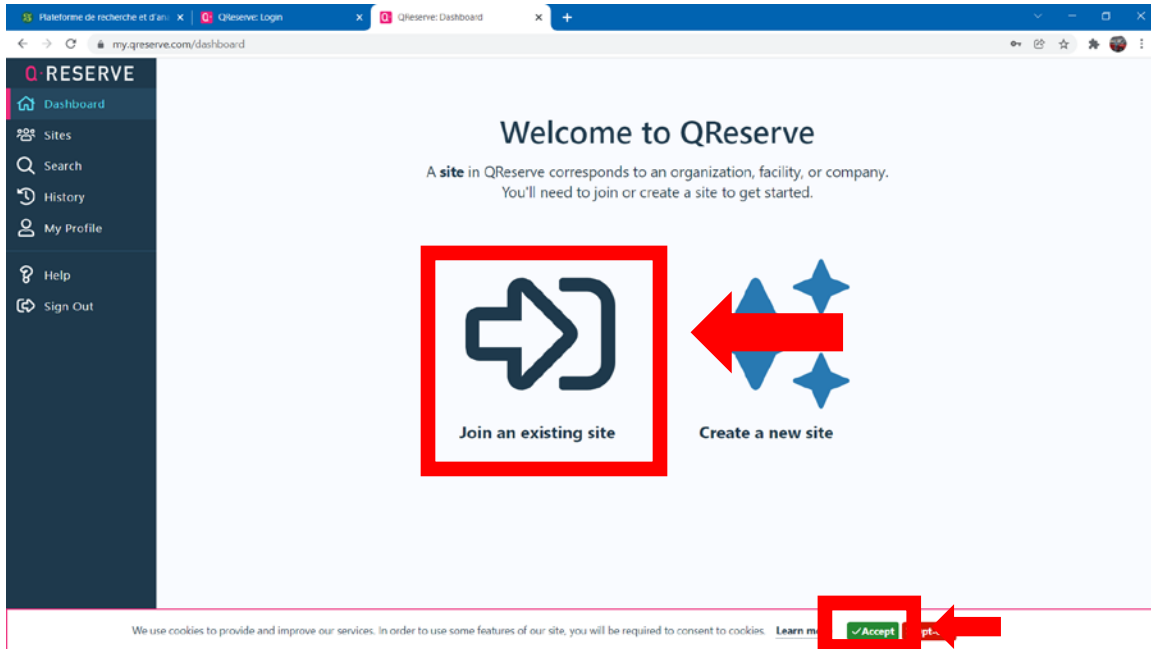 Plateforme de recherche et d'ana
QReserve: Login
QReserve: Dashboard
my.qreserve.com/dashboard
Q·RESERVE
Dashboard
Sites
Search
History
My Profile
Help
Sign Out
Welcome to QReserve
A site in QReserve corresponds to an organization, facility, or company.
You'll need to join or create a site to get started.
Join an existing site
Create a new site
We use cookies to provide and improve our services. In order to use some features of our site, you will be required to consent to cookies. Learn m
✓Accept